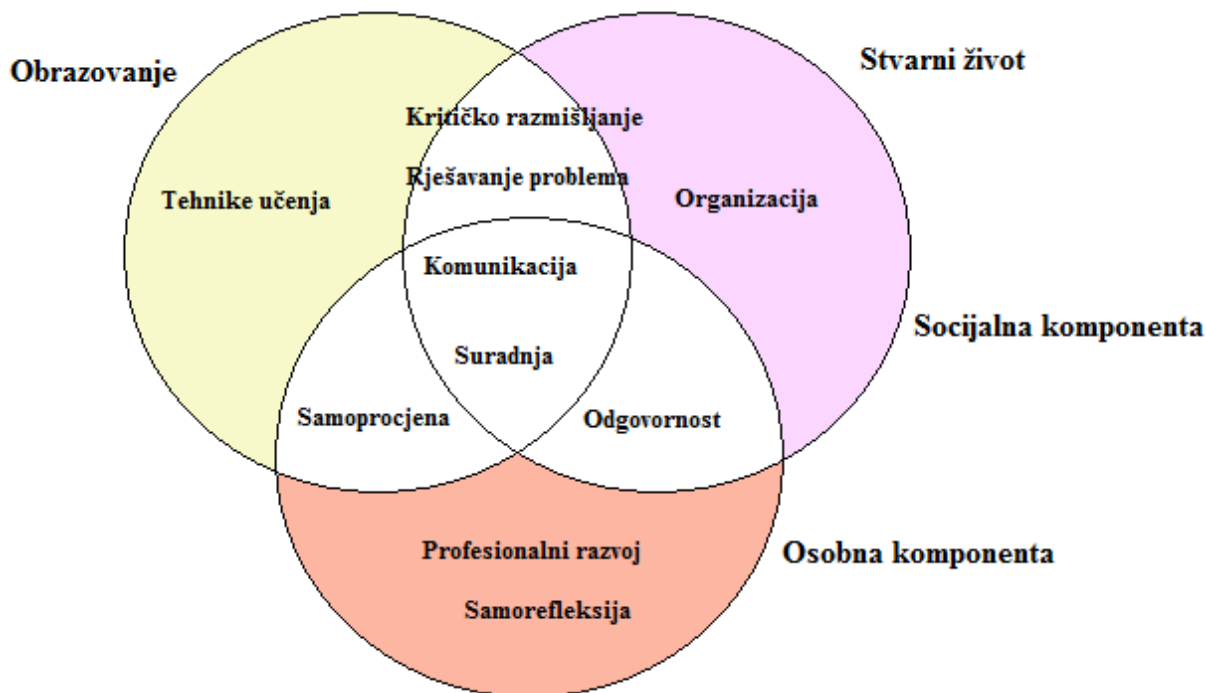 Obrazovanje
Stvarni život
Kritičko razmišljanje
Rješavanje problema
Tehnike učenja
Organizacija
Komunikacija
Socijalna komponenta
Suradnja
Samoprocjena
Odgovornost
Profesionalni razvoj
Osobna komponenta
Samorefleksija